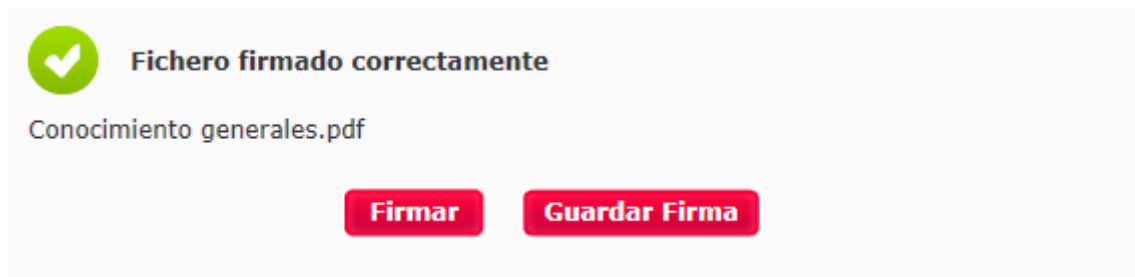 Fichero firmado correctamente
Conocimiento generales.pdf
Firmar Guardar Firma